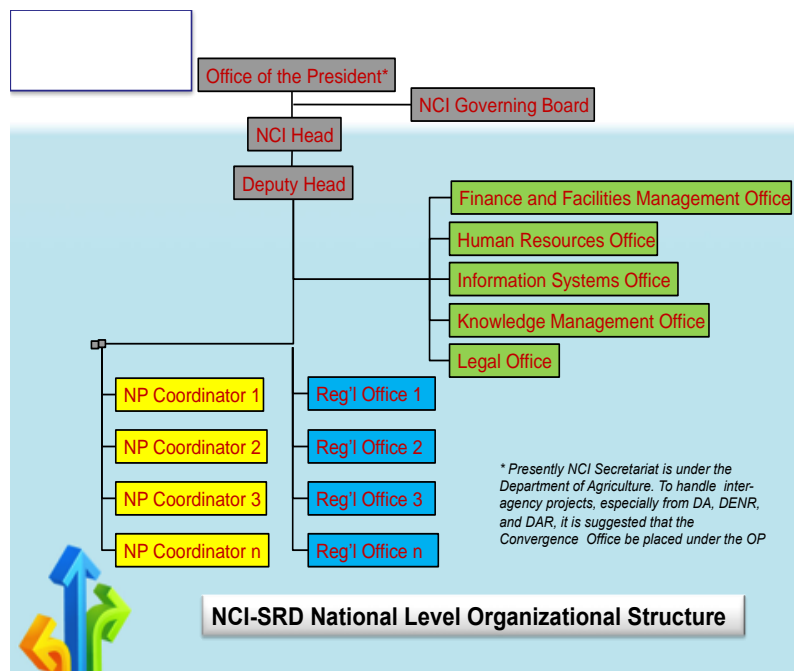 Office of the President*
NCI Governing Board
NCI Head
Deputy Head
Finance and Facilities Management Office
Human Resources Office
Information Systems Office
Knowledge Management Office
Legal Office
NP Coordinator 1
Reg'l Office 1
NP Coordinator 2
Reg'l Office 2
NP Coordinator 3
Reg'l Office 3
NP Coordinator n
Reg'l Office n
* Presently NCI Secretariat is under the
Department of Agriculture. To handle inter-
agency projects, especially from DA, DENR,
and DAR, it is suggested that the
Convergence Office be placed under the OP
NCI-SRD National Level Organizational Structure